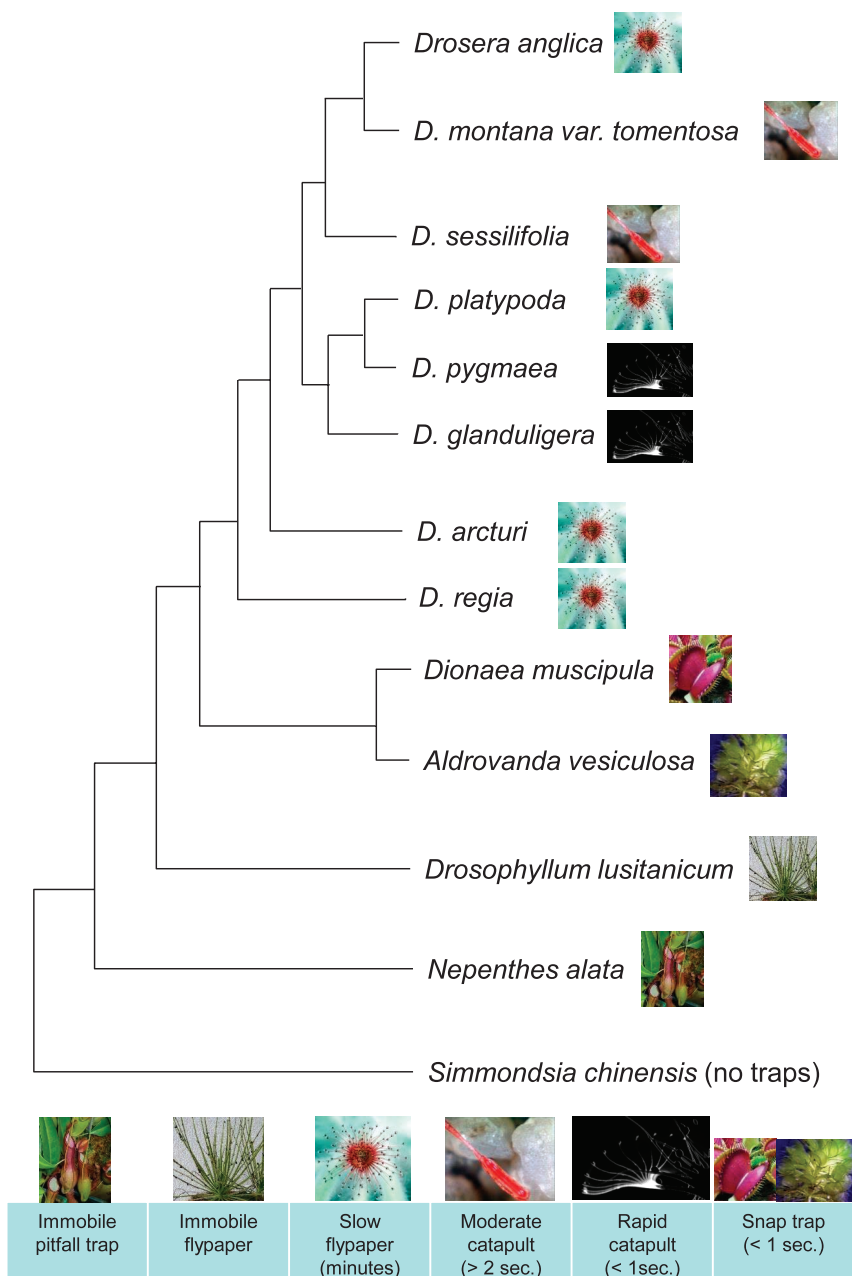 Drosera anglica
D. montana var. tomentosa
D. sessilifolia
D. platypoda
D. pygmaea
D. glanduligera
D. arcturi
D. regia
Dionaea muscipula
Aldrovanda vesiculosa
Drosophyllum lusitanicum
Nepenthes alata
Simmondsia chinensis (no traps)
Immobile
pitfall trap
Immobile
flypaper
Slow
flypaper
(minutes)
Moderate
catapult
(> 2 sec.)
Rapid
catapult
(< 1sec.)
Snap trap
(< 1 sec.)